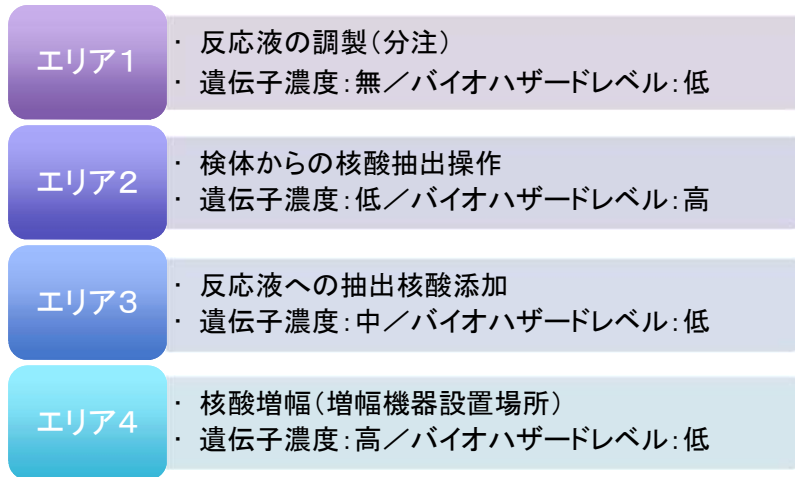 エリア１
・ 反応液の調製（分注）
・ 遺伝子濃度：無／バイオハザードレベル：低
エリア２
・ 検体からの核酸抽出操作
・ 遺伝子濃度：低／バイオハザードレベル：高
エリア３
・ 反応液への抽出核酸添加
・ 遺伝子濃度：中／バイオハザードレベル：低
エリア４
・ 核酸増幅（増幅機器設置場所）
・ 遺伝子濃度：高／バイオハザードレベル：低